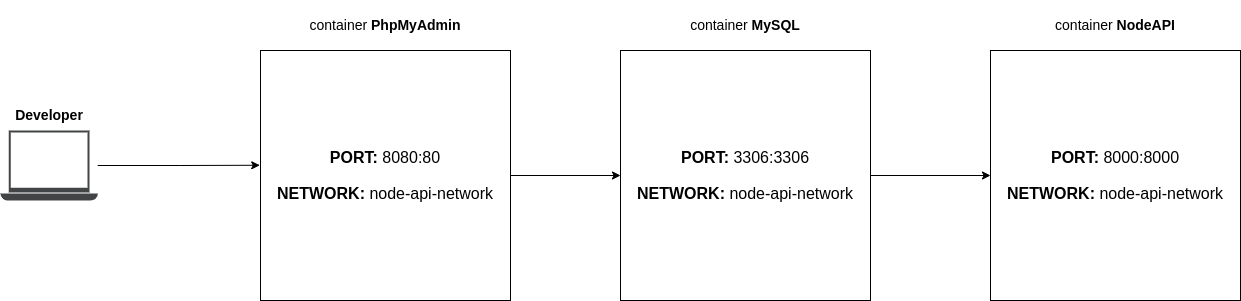 container PhpMyAdmin
container MySQL
container NodeAPI
Developer
PORT: 8080:80
NETWORK: node-api-network
PORT: 3306:3306
NETWORK: node-api-network
PORT: 8000:8000
NETWORK: node-api-network